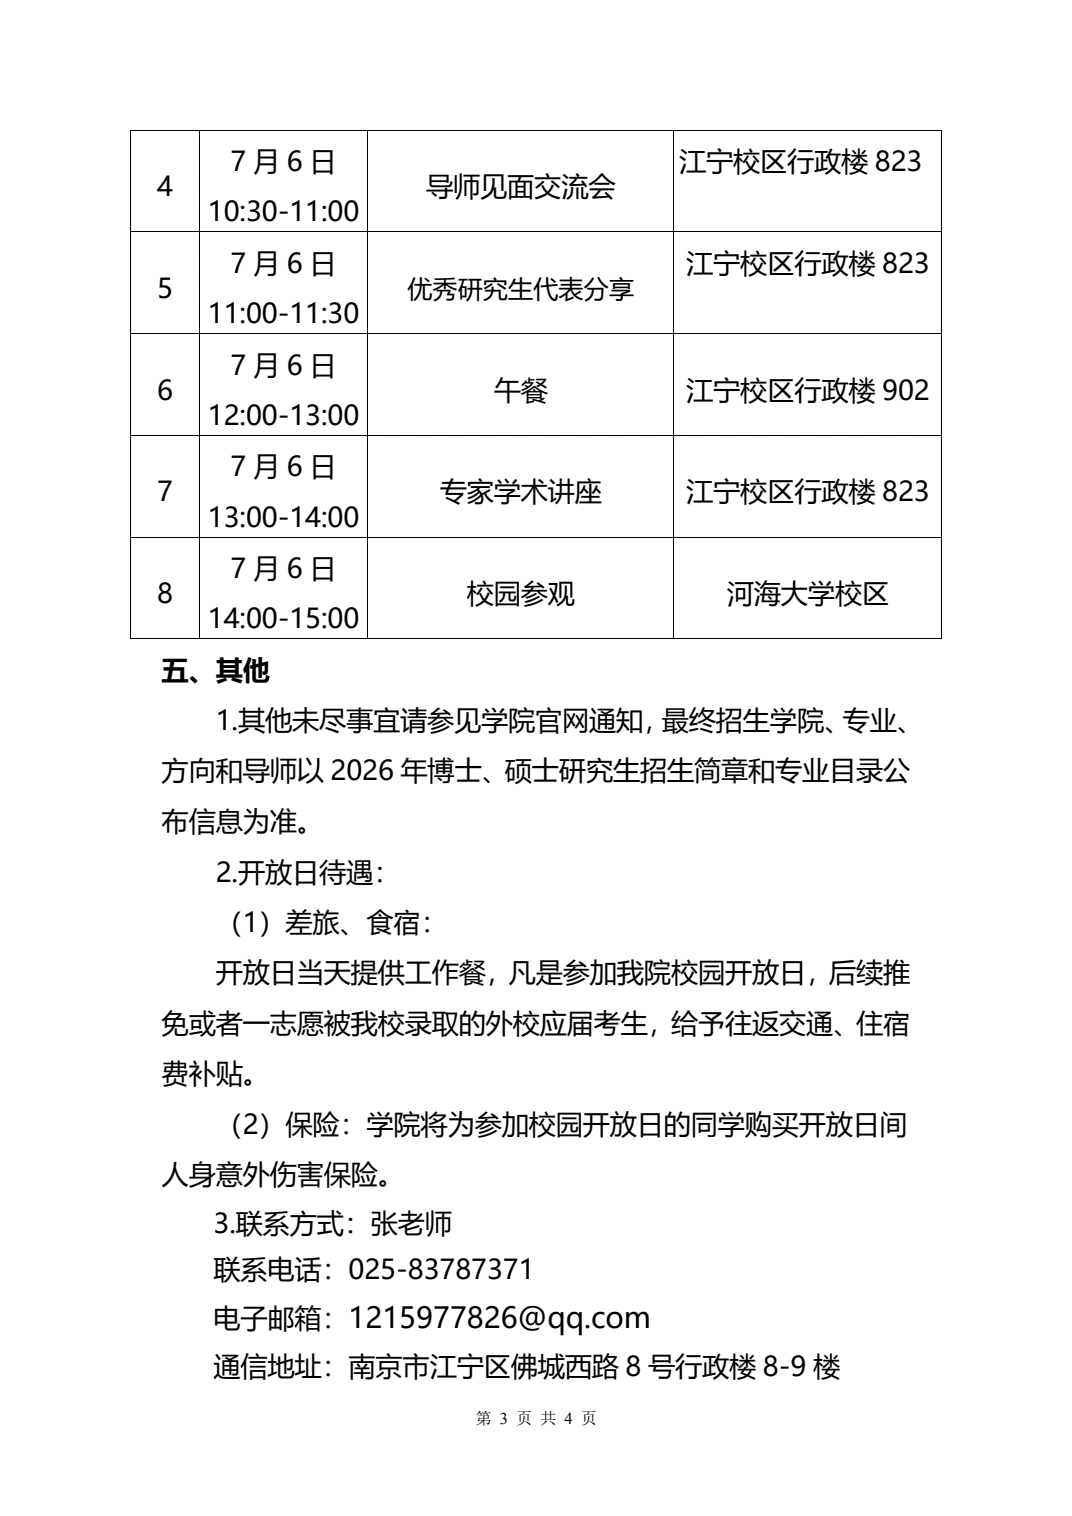 4
7 月 6 日
10:30-11:00
导师见面交流会
江宁校区行政楼 823
5
7 月 6 日
11:00-11:30
优秀研究生代表分享
江宁校区行政楼 823
6
7 月 6 日
12:00-13:00
午餐
江宁校区行政楼 902
7
7 月 6 日
13:00-14:00
专家学术讲座
江宁校区行政楼 823
8
7 月 6 日
14:00-15:00
校园参观
河海大学校区
五、其他
1.其他未尽事宜请参见学院官网通知，最终招生学院、专业、
方向和导师以 2026 年博士、硕士研究生招生简章和专业目录公
布信息为准。
2.开放日待遇：
（1）差旅、食宿：
开放日当天提供工作餐，凡是参加我院校园开放日，后续推
免或者一志愿被我校录取的外校应届考生，给予往返交通、住宿
费补贴。
（2）保险：学院将为参加校园开放日的同学购买开放日间
人身意外伤害保险。
3.联系方式：张老师
联系电话：025-83787371
电子邮箱：1215977826@qq.com
通信地址：南京市江宁区佛城西路 8 号行政楼 8-9 楼
第 3 页 共 4 页